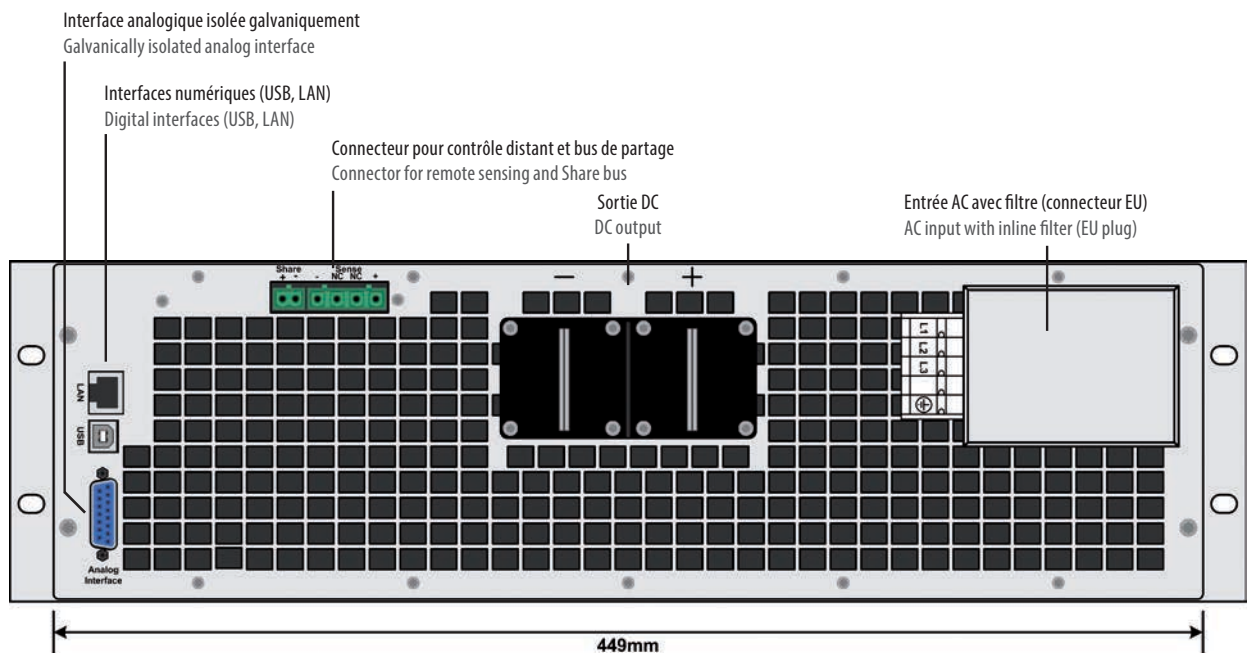 Interface analogique isolée galvaniquement
Galvanically isolated analog interface
Interfaces numériques (USB, LAN)
Digital interfaces (USB, LAN)
Connecteur pour contrôle distant et bus de partage
Connector for remote sensing and Share bus
Sortie DC
DC output
Entrée AC avec filtre (connecteur EU)
AC input with inline filter (EU plug)
Share Sense
+ - - NC NC +
— +
L1
L2
L3
LAN
USB
Analog
Interface
449mm